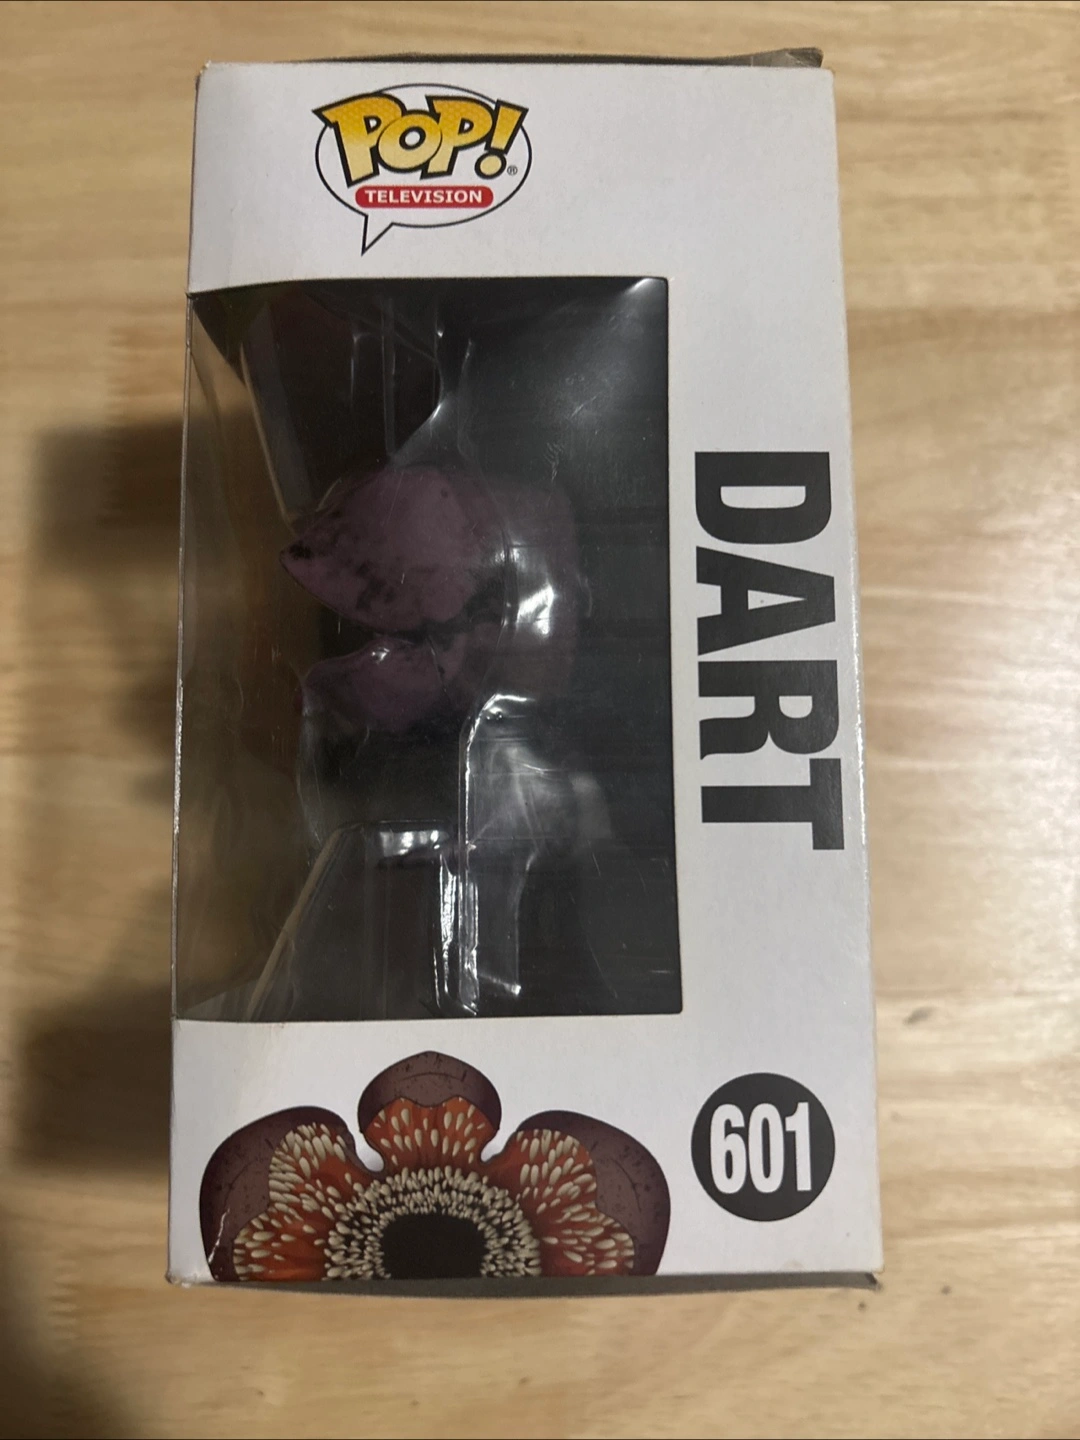 POP!
®
TELEVISION
DART
601